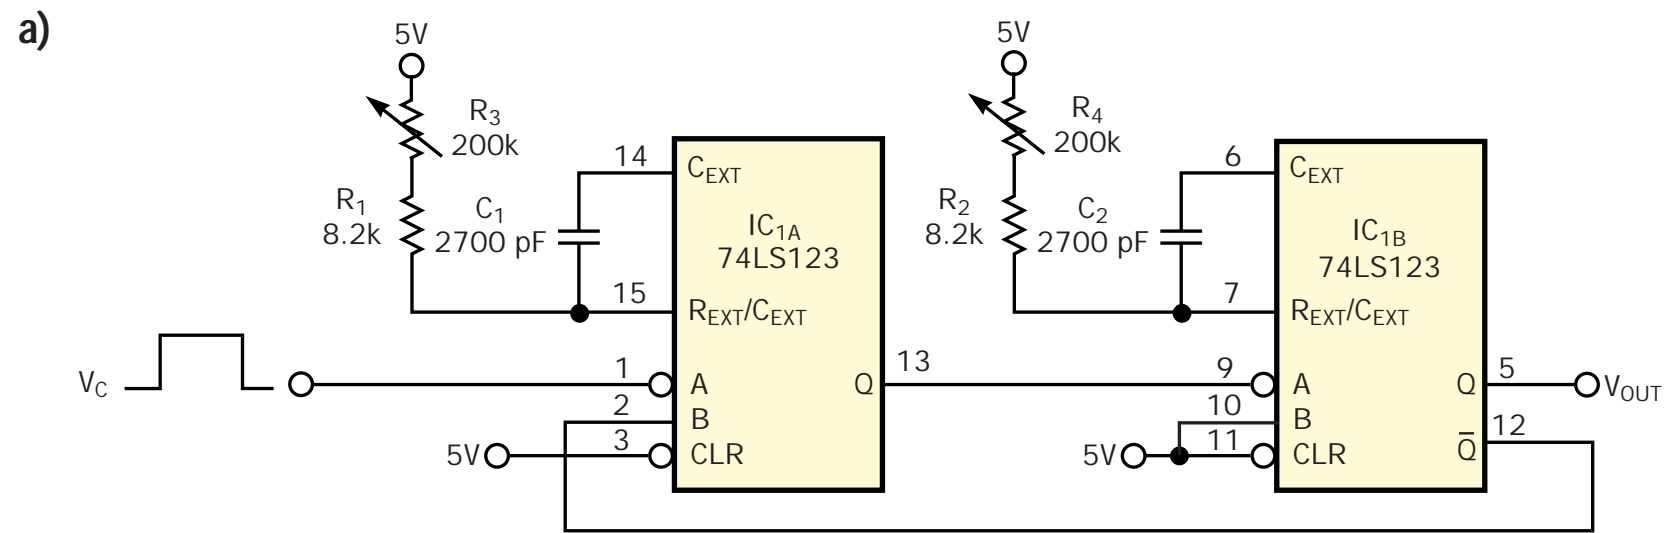 a)
5V
R3
200k
R1
8.2k
C1
2700 pF
14
CEXT
IC1A
74LS123
15
REXT/CEXT
VC
1
A
Q
13
2
B
5V
3
CLR
5V
R4
200k
R2
8.2k
C2
2700 pF
6
CEXT
IC1B
74LS123
7
REXT/CEXT
9
A
Q
5
VOUT
10
B
12
5V
11
CLR
Q̅